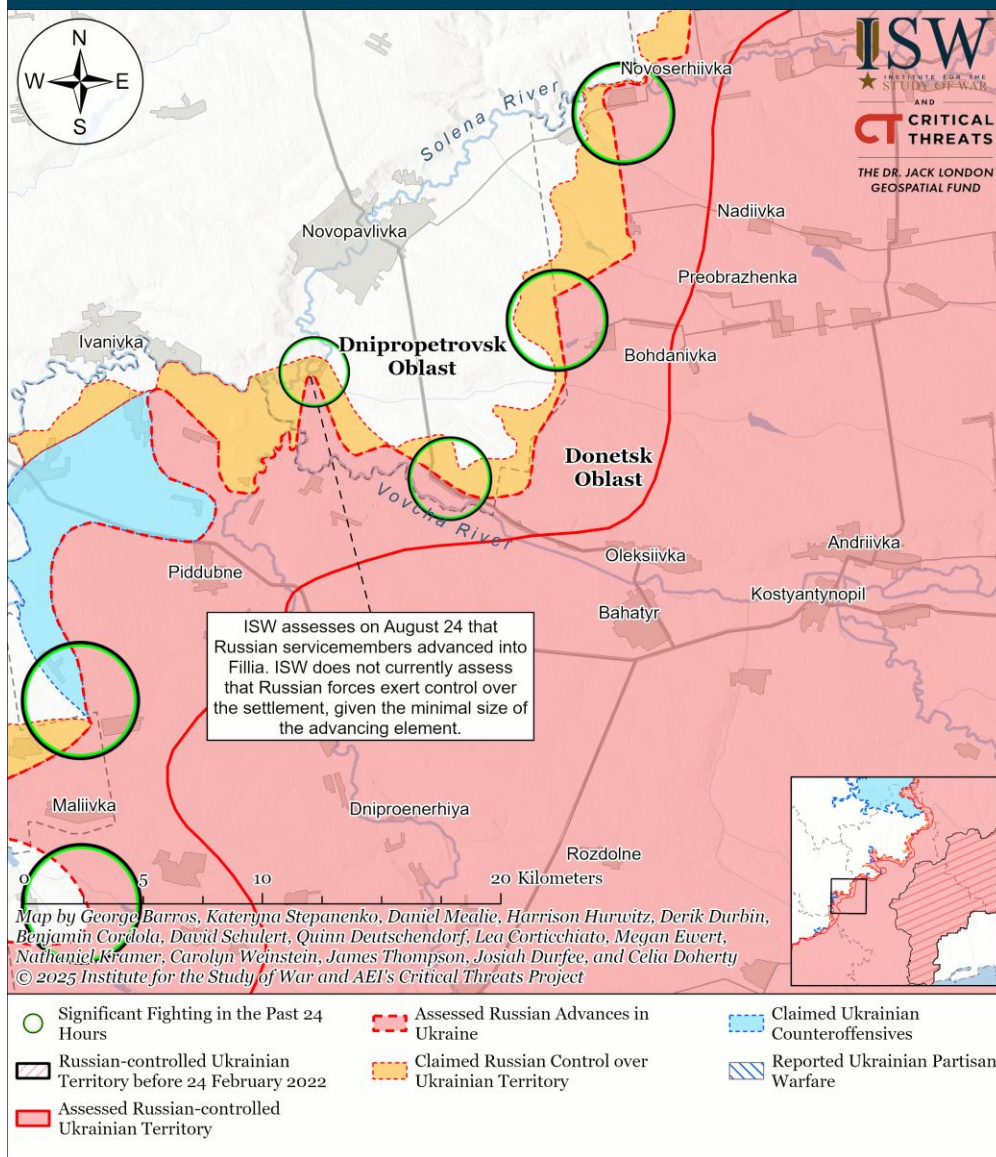 N
W
E
S
ISW
INSTITUTE FOR THE
STUDY OF WAR
AND
CT CRITICAL
THREATS
THE DR. JACK LONDON
GEOSPATIAL FUND
Novoserhiivka
Solena River
Novopavlivka
Nadiivka
Preobrazhenka
Ivanivka
Dnipropetrovsk
Oblast
Bohdanivka
Donetsk
Oblast
Vovcha River
Piddubne
Oleksiivka
Andriivka
Kostyantynopil
Bahatyr
ISW assesses on August 24 that
Russian servicemembers advanced into
Fillia. ISW does not currently assess
that Russian forces exert control over
the settlement, given the minimal size of
the advancing element.
Maliivka
Dniproenerhiya
Rozdolne
0 5 10 20 Kilometers
Map by George Barros, Kateryna Stepanenko, Daniel Mealie, Harrison Hurwitz, Derik Durbin,
Benjamin Cordola, David Schulert, Quinn Deutschendorf, Lea Corticchiato, Megan Ewert,
Nathaniel Kramer, Carolyn Weinstein, James Thompson, Josiah Durfee, and Celia Doherty
© 2025 Institute for the Study of War and AEI's Critical Threats Project
Significant Fighting in the Past 24
Hours
Russian-controlled Ukrainian
Territory before 24 February 2022
Assessed Russian-controlled
Ukrainian Territory
Assessed Russian Advances in
Ukraine
Claimed Russian Control over
Ukrainian Territory
Claimed Ukrainian
Counteroffensives
Reported Ukrainian Partisan
Warfare